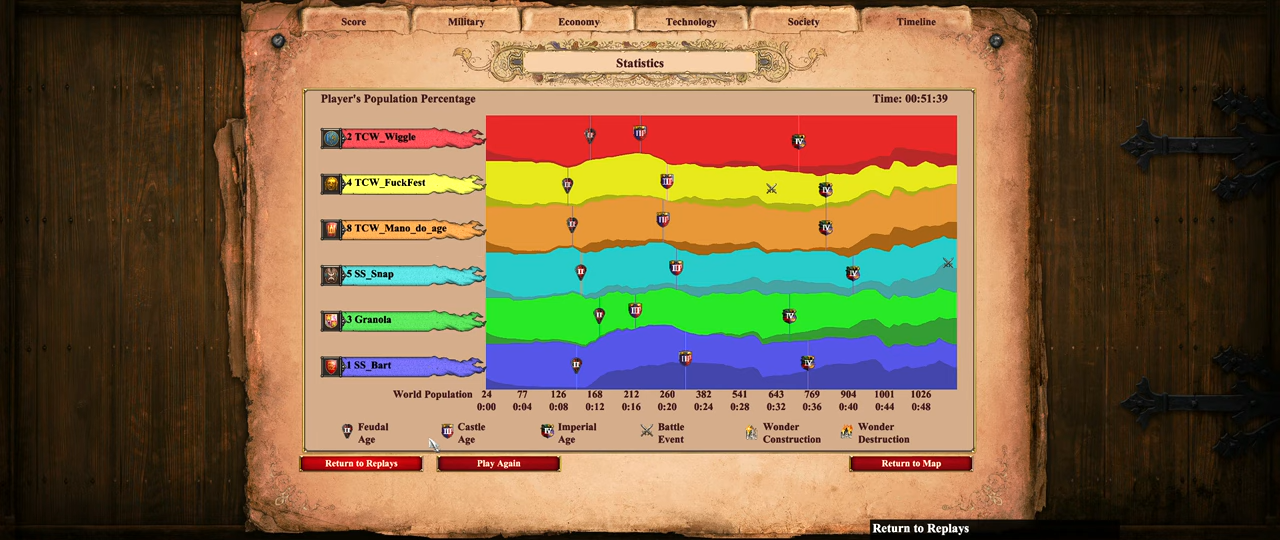 Score Military Economy Technology Society Timeline
Statistics
Player's Population Percentage
Time: 00:51:39
2 TCW_Wiggle
4 TCW_FuckFest
8 TCW_Mano_do_age
5 SS_Snap
3 Granola
1 SS_Bart
World Population 24 77 126 168 212 260 382 541 643 769 904 1001 1026
0:00 0:04 0:08 0:12 0:16 0:20 0:24 0:28 0:32 0:36 0:40 0:44 0:48
II
III
IV
Feudal Age
Castle Age
Imperial Age
Battle Event
Wonder Construction
Wonder Destruction
Return to Replays
Play Again
Return to Map
Return to Replays